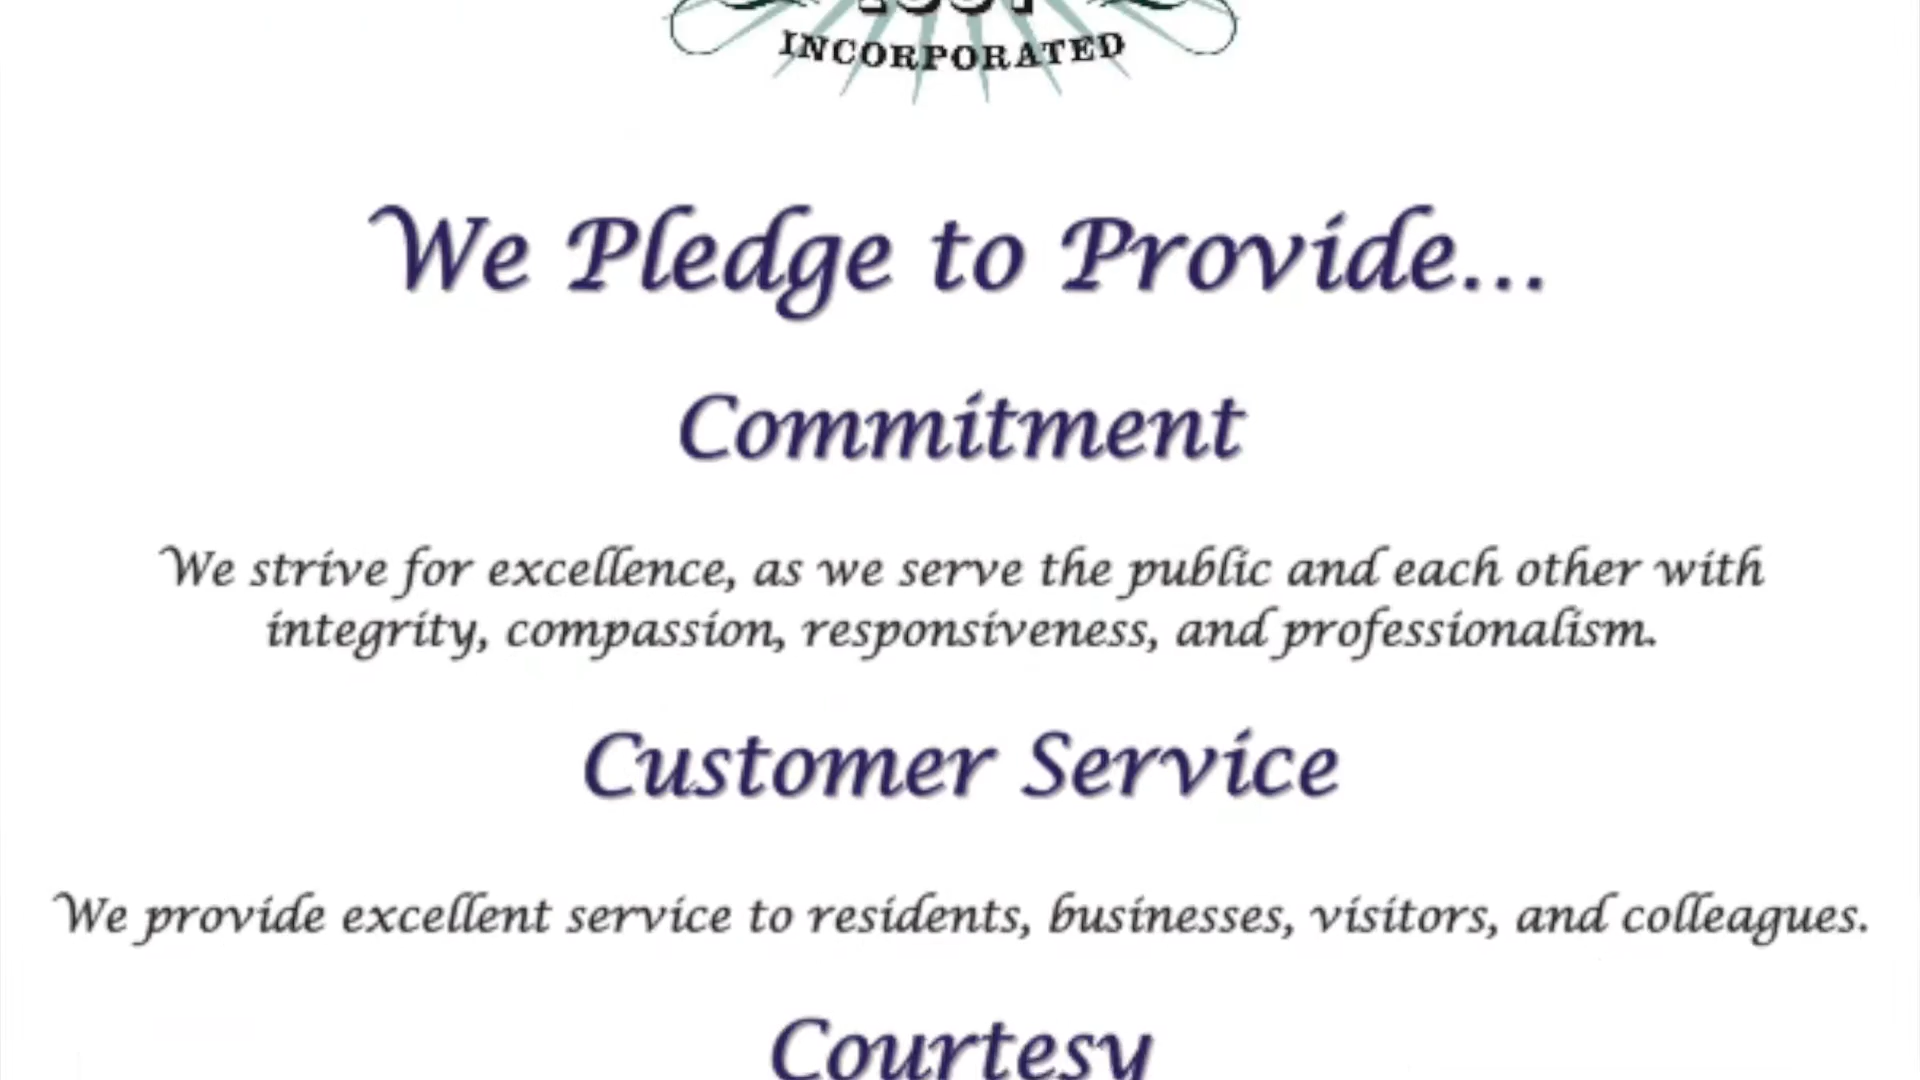 INCORPORATED
We Pledge to Provide...
Commitment
We strive for excellence, as we serve the public and each other with
integrity, compassion, responsiveness, and professionalism.
Customer Service
We provide excellent service to residents, businesses, visitors, and colleagues.
Courtesy